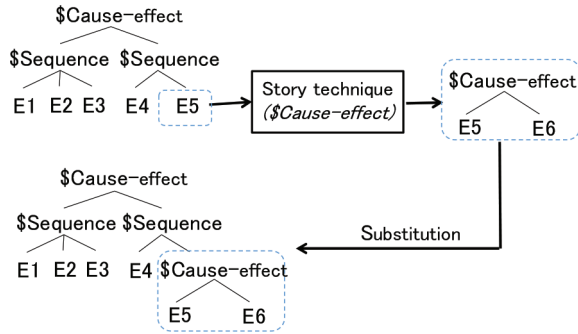 $Cause-effect
$Sequence $Sequence
E1 E2 E3 E4 E5
Story technique
($Cause-effect)
$Cause-effect
E5 E6
$Cause-effect
$Sequence $Sequence
E1 E2 E3 E4 $Cause-effect
E5 E6
Substitution